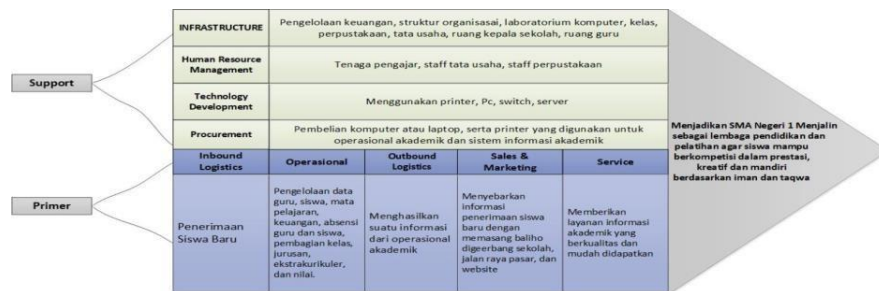 Support
Primer
INFRASTRUCTURE
Pengelolaan keuangan, struktur organisasai, laboratorium komputer, kelas,
perpustakaan, tata usaha, ruang kepala sekolah, ruang guru
Human Resource
Management
Tenaga pengajar, staff tata usaha, staff perpustakaan
Technology
Development
Menggunakan printer, Pc, switch, server
Procurement
Pembelian komputer atau laptop, serta printer yang digunakan untuk
operasional akademik dan sistem informasi akademik
Inbound
Logistics
Operasional
Outbound
Logistics
Sales &
Marketing
Service
Penerimaan
Siswa Baru
Pengelolaan data
guru, siswa, mata
pelajaran,
keuangan, absensi
guru dan siswa,
pembagian kelas,
jurusan,
ekstrakurikuler,
dan nilai.
Menghasilkan
suatu informasi
dari operasional
akademik
Menyebarkan
informasi
penerimaan siswa
baru dengan
memasang baliho
digeerbang sekolah,
jalan raya pasar, dan
website
Memberikan
layanan informasi
akademik yang
berkualitas dan
mudah didapatkan
Menjadikan SMA Negeri 1 Menjalin
sebagai lembaga pendidikan dan
pelatihan agar siswa mampu
berkompetisi dalam prestasi,
kreatif dan mandiri
berdasarkan iman dan taqwa